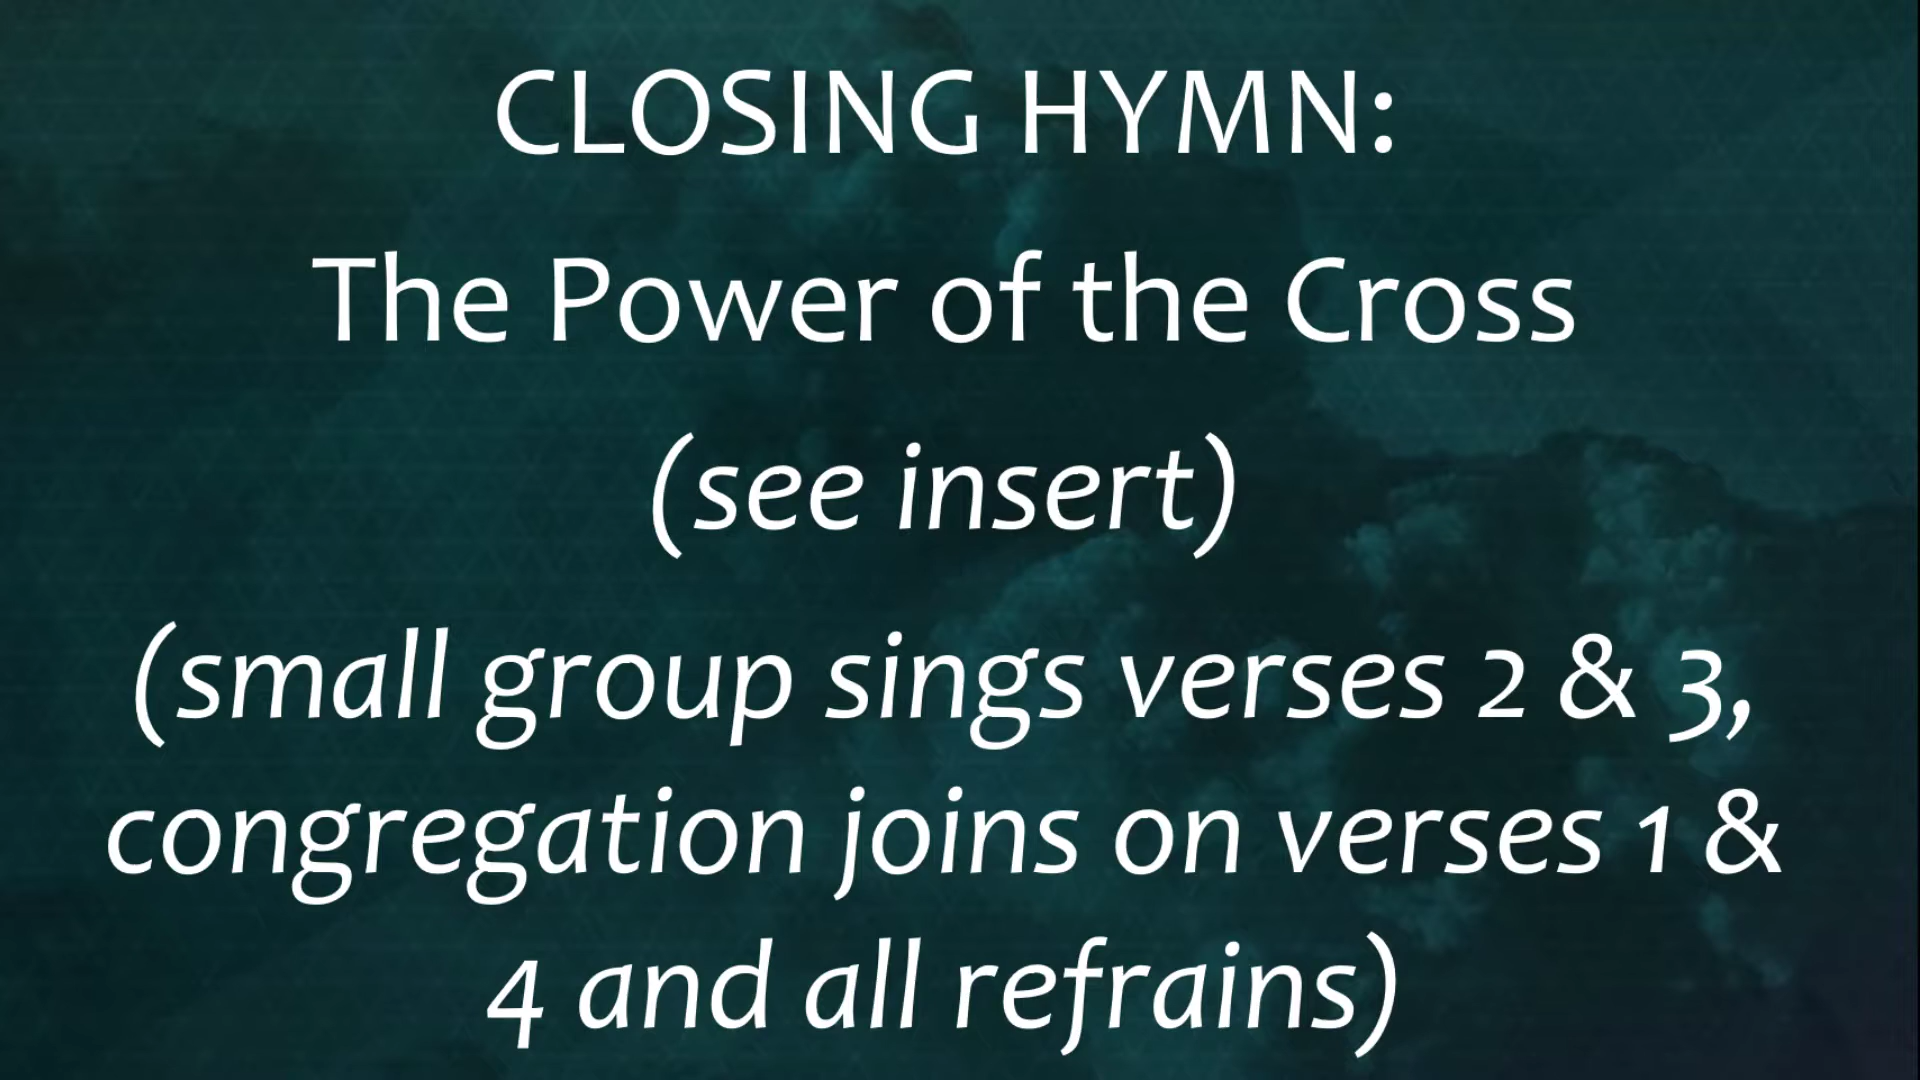 CLOSING HYMN:
The Power of the Cross
(see insert)
(small group sings verses 2 & 3,
congregation joins on verses 1 &
4 and all refrains)